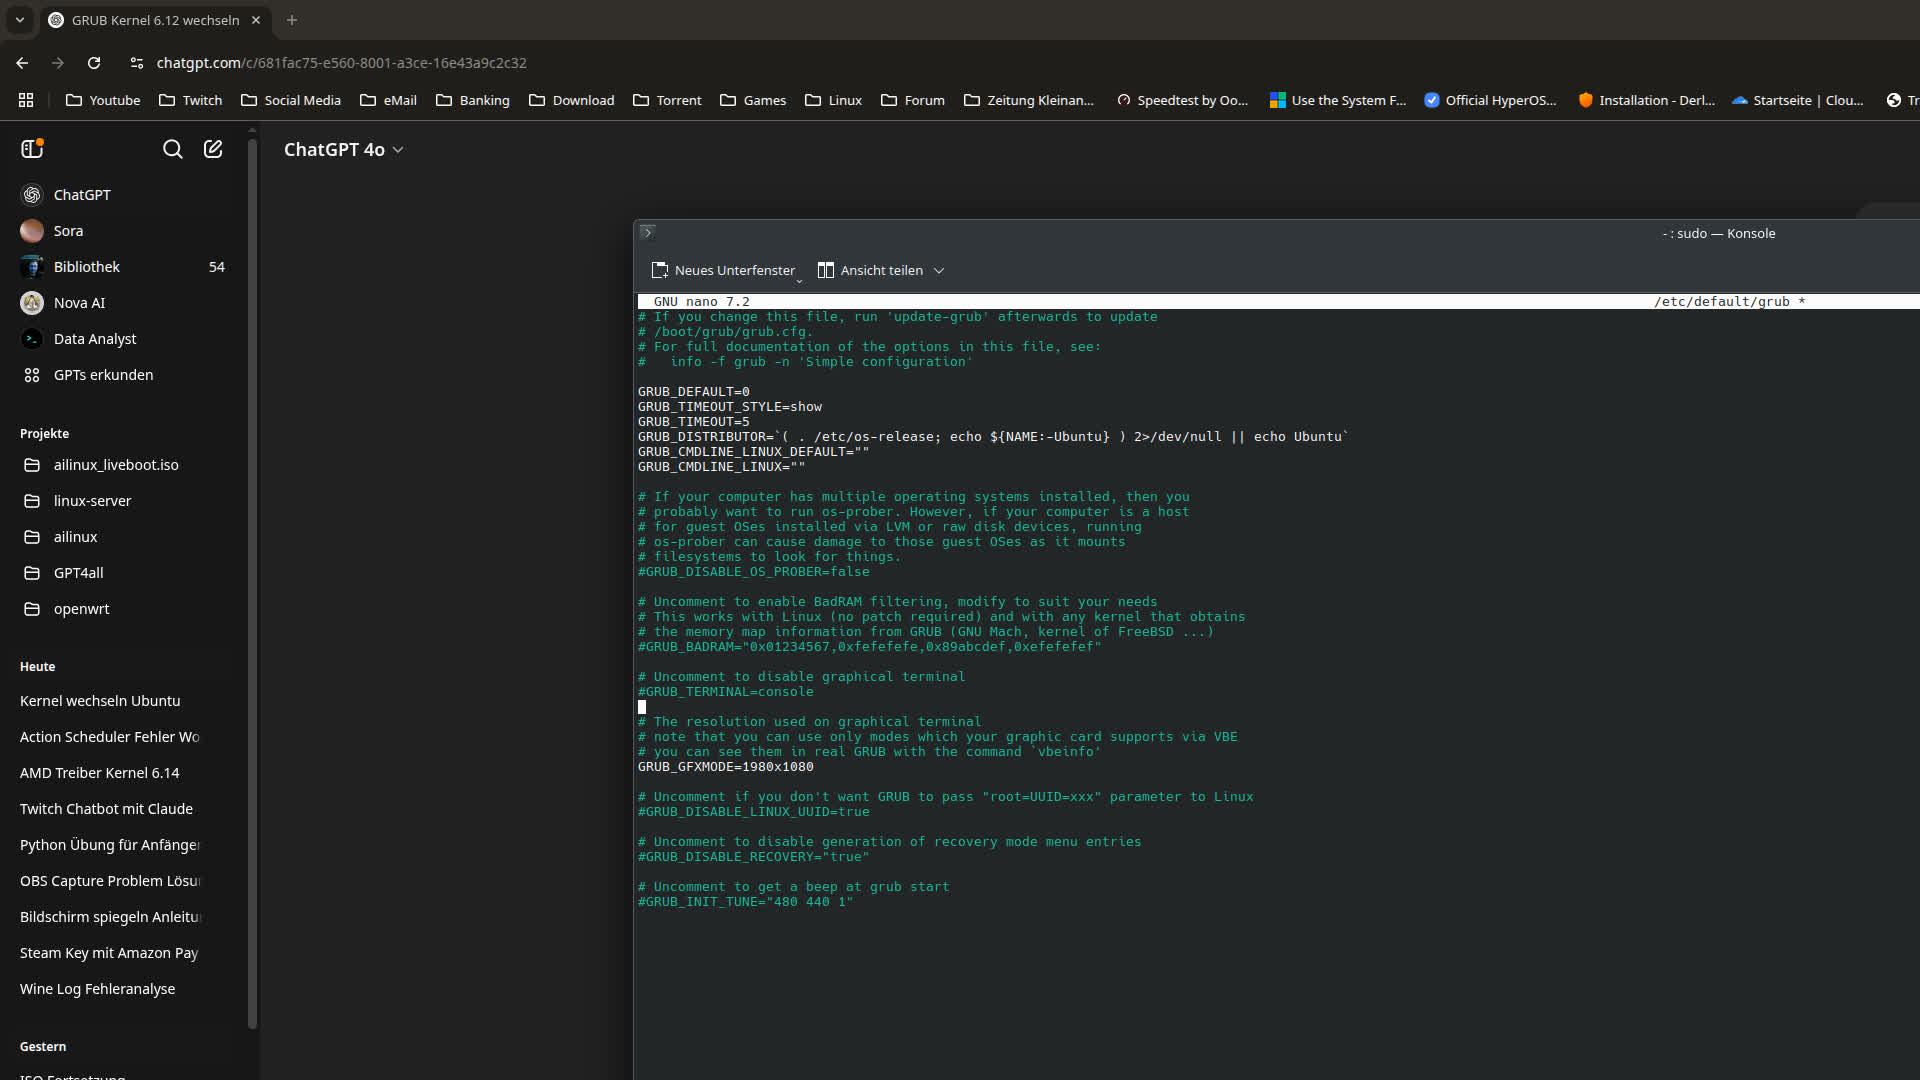 GRUB Kernel 6.12 wechseln
chatgpt.com/c/681fac75-e560-8001-a3ce-16e43a9c2c32
Youtube Twitch Social Media eMail Banking Download Torrent Games Linux Forum Zeitung Kleinan... Speedtest by Oo... Use the System F... Official HyperOS... Installation - Derl... Startseite | Clou... Tr
ChatGPT 4o
ChatGPT
Sora
Bibliothek 54
Nova AI
Data Analyst
GPTs erkunden
Projekte
ailinux_liveboot.iso
linux-server
ailinux
GPT4all
openwrt
Heute
Kernel wechseln Ubuntu
Action Scheduler Fehler Wo
AMD Treiber Kernel 6.14
Twitch Chatbot mit Claude
Python Übung für Anfänger
OBS Capture Problem Lösu
Bildschirm spiegeln Anleitu
Steam Key mit Amazon Pay
Wine Log Fehleranalyse
Gestern
ISO Fortsetzung
- : sudo — Konsole
Neues Unterfenster Ansicht teilen
GNU nano 7.2 /etc/default/grub *
# If you change this file, run 'update-grub' afterwards to update
# /boot/grub/grub.cfg.
# For full documentation of the options in this file, see:
#   info -f grub -n 'Simple configuration'
GRUB_DEFAULT=0
GRUB_TIMEOUT_STYLE=show
GRUB_TIMEOUT=5
GRUB_DISTRIBUTOR=`( . /etc/os-release; echo ${NAME:-Ubuntu} ) 2>/dev/null || echo Ubuntu`
GRUB_CMDLINE_LINUX_DEFAULT=""
GRUB_CMDLINE_LINUX=""
# If your computer has multiple operating systems installed, then you
# probably want to run os-prober. However, if your computer is a host
# for guest OSes installed via LVM or raw disk devices, running
# os-prober can cause damage to those guest OSes as it mounts
# filesystems to look for things.
#GRUB_DISABLE_OS_PROBER=false
# Uncomment to enable BadRAM filtering, modify to suit your needs
# This works with Linux (no patch required) and with any kernel that obtains
# the memory map information from GRUB (GNU Mach, kernel of FreeBSD ...)
#GRUB_BADRAM="0x01234567,0xfefefefe,0x89abcdef,0xefefefef"
# Uncomment to disable graphical terminal
#GRUB_TERMINAL=console
# The resolution used on graphical terminal
# note that you can use only modes which your graphic card supports via VBE
# you can see them in real GRUB with the command `vbeinfo'
GRUB_GFXMODE=1980x1080
# Uncomment if you don't want GRUB to pass "root=UUID=xxx" parameter to Linux
#GRUB_DISABLE_LINUX_UUID=true
# Uncomment to disable generation of recovery mode menu entries
#GRUB_DISABLE_RECOVERY="true"
# Uncomment to get a beep at grub start
#GRUB_INIT_TUNE="480 440 1"